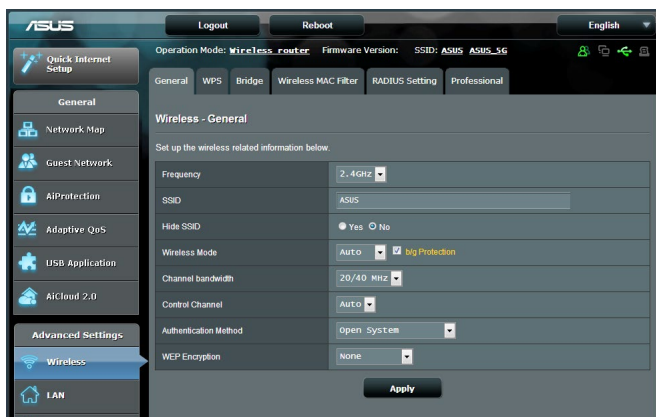 ASUS
Logout
Reboot
English
Quick Internet
Setup
Operation Mode: Wireless router Firmware Version: SSID: ASUS ASUS_5G
General
WPS
Bridge
Wireless MAC Filter
RADIUS Setting
Professional
General
Network Map
Guest Network
AiProtection
Adaptive QoS
USB Application
AiCloud 2.0
Advanced Settings
Wireless
LAN
Wireless - General
Set up the wireless related information below.
Frequency 2.4GHz
SSID ASUS
Hide SSID Yes No
Wireless Mode Auto b/g Protection
Channel bandwidth 20/40 MHz
Control Channel Auto
Authentication Method Open System
WEP Encryption None
Apply